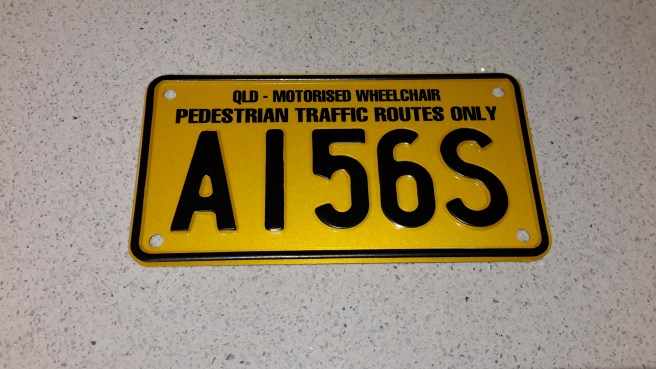 QLD - MOTORISED WHEELCHAIR
PEDESTRIAN TRAFFIC ROUTES ONLY
A156S